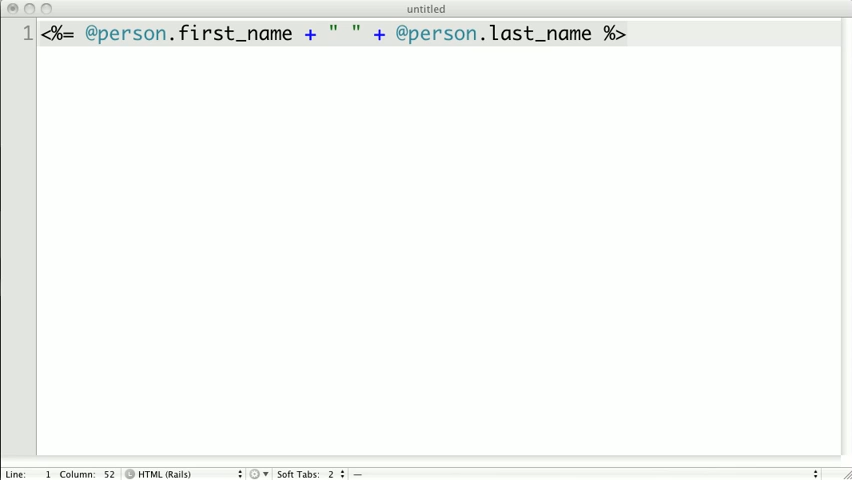 untitled
1 <%= @person.first_name + " " + @person.last_name %>
Line: 1 Column: 52 L HTML (Rails) Soft Tabs: 2 —